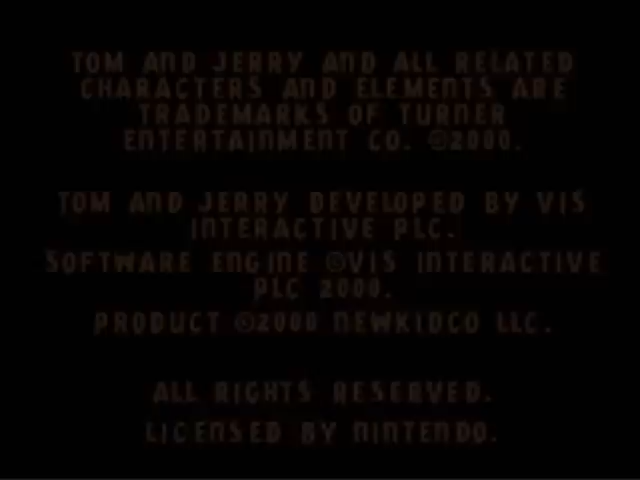 TOM AND JERRY AND ALL RELATED
CHARACTERS AND ELEMENTS ARE
TRADEMARKS OF TURNER
ENTERTAINMENT CO. ©2000.
TOM AND JERRY DEVELOPED BY VIS
INTERACTIVE PLC.
SOFTWARE ENGINE ©VIS INTERACTIVE
PLC 2000.
PRODUCT ©2000 NEWKIDCO LLC.
ALL RIGHTS RESERVED.
LICENSED BY NINTENDO.